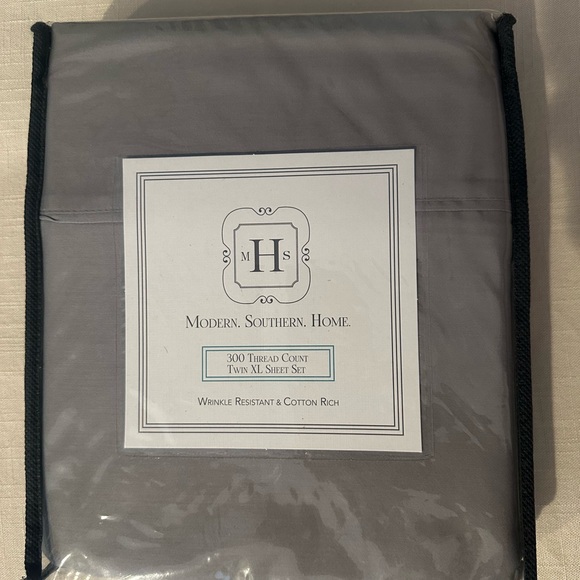 M H S
MODERN. SOUTHERN. HOME.
300 THREAD COUNT
TWIN XL SHEET SET
WRINKLE RESISTANT & COTTON RICH